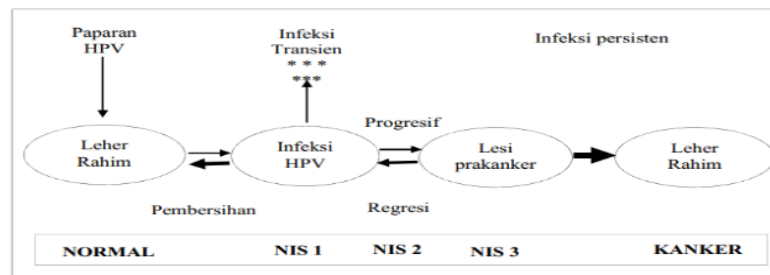 Paparan
HPV
Infeksi
Transien
* * *
***
Infeksi persisten
Progresif
Leher
Rahim
Infeksi
HPV
Lesi
prakanker
Leher
Rahim
Pembersihan
Regresi
NORMAL NIS 1 NIS 2 NIS 3 KANKER